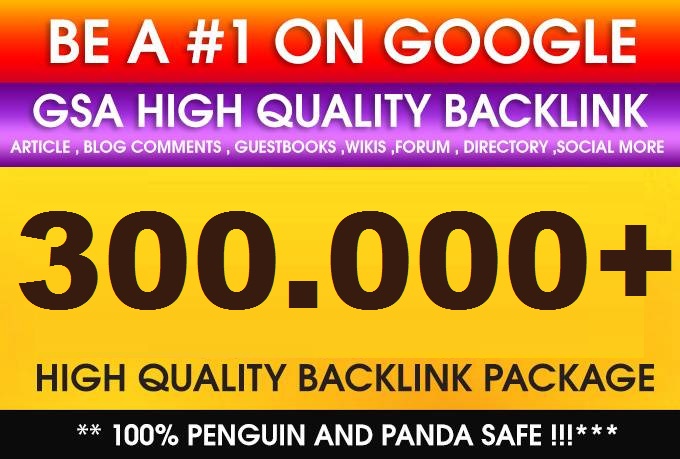 BE A #1 ON GOOGLE
GSA HIGH QUALITY BACKLINK
ARTICLE , BLOG COMMENTS , GUESTBOOKS ,WIKIS ,FORUM , DIRECTORY ,SOCIAL MORE
300.000+
HIGH QUALITY BACKLINK PACKAGE
** 100% PENGUIN AND PANDA SAFE !!!***